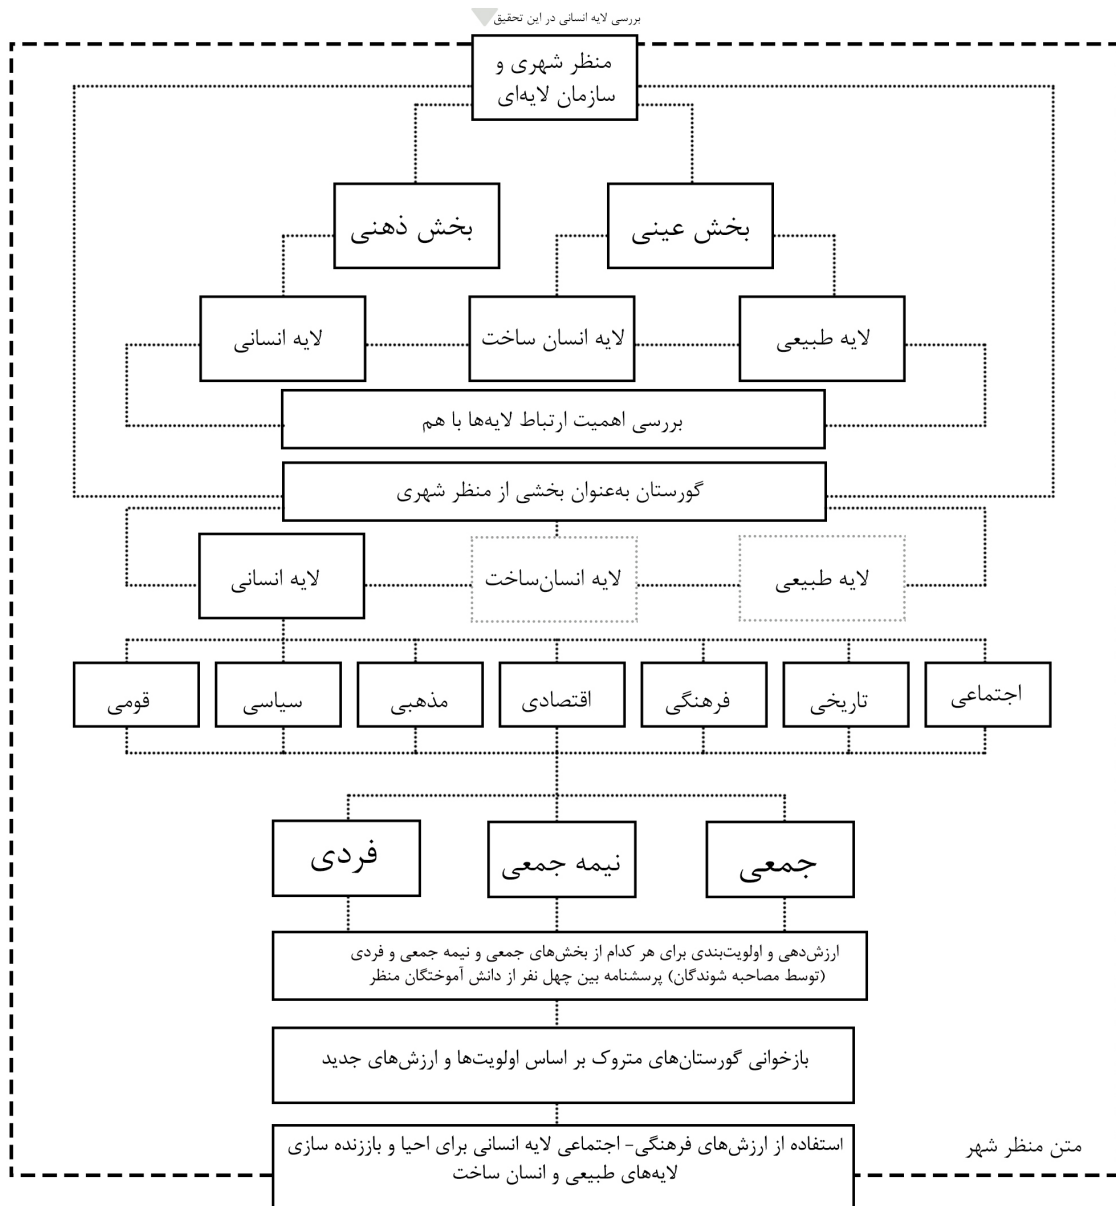 بررسی لایه انسانی در این تحقیق
منظر شهری و
سازمان لایه‌ای
بخش عینی
بخش ذهنی
لایه طبیعی
لایه انسان ساخت
لایه انسانی
بررسی اهمیت ارتباط لایه‌ها با هم
گورستان به‌عنوان بخشی از منظر شهری
لایه طبیعی
لایه انسان‌ساخت
لایه انسانی
اجتماعی
تاریخی
فرهنگی
اقتصادی
مذهبی
سیاسی
قومی
جمعی
نیمه جمعی
فردی
ارزش‌دهی و اولویت‌بندی برای هر کدام از بخش‌های جمعی و نیمه جمعی و فردی
(توسط مصاحبه شوندگان) پرسشنامه بین چهل نفر از دانش آموختگان منظر
بازخوانی گورستان‌های متروک بر اساس اولویت‌ها و ارزش‌های جدید
استفاده از ارزش‌های فرهنگی- اجتماعی لایه انسانی برای احیا و باززنده سازی
لایه‌های طبیعی و انسان ساخت
متن منظر شهر